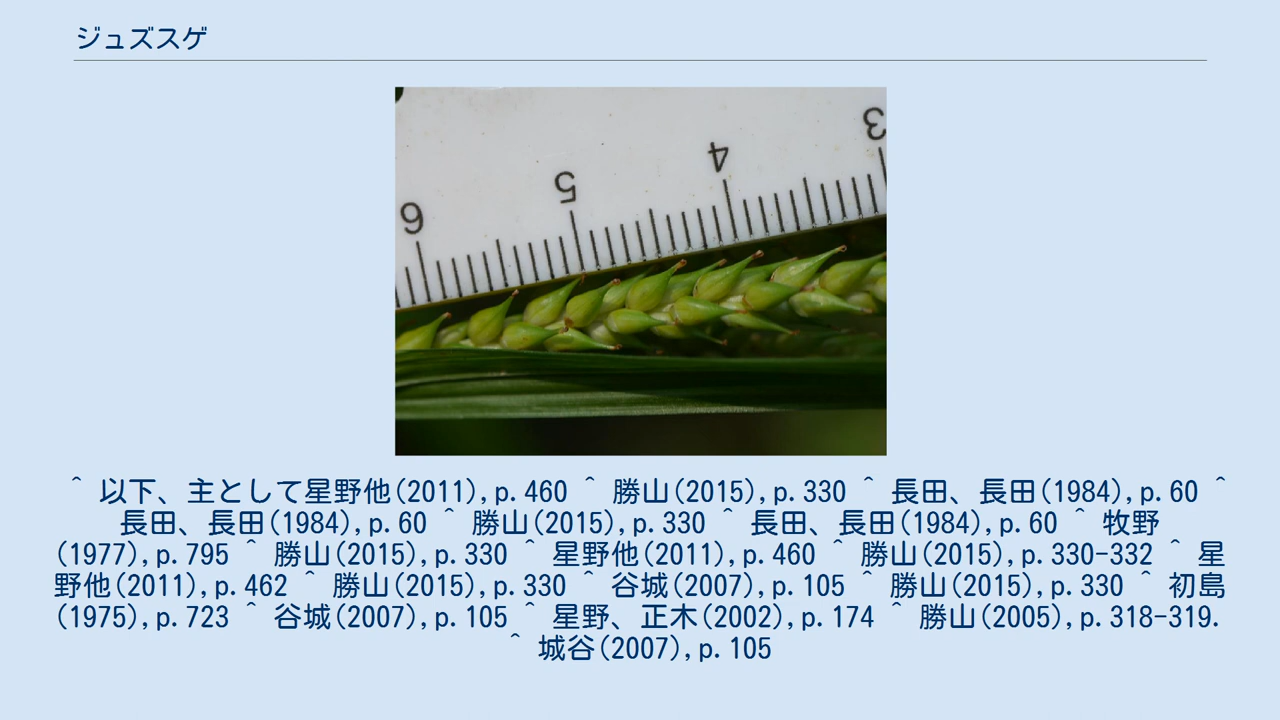 ジュズスゲ
3
4
5
6
^ 以下、主として星野他(2011),p.460 ^ 勝山(2015),p.330 ^ 長田、長田(1984),p.60 ^
長田、長田(1984),p.60 ^ 勝山(2015),p.330 ^ 長田、長田(1984),p.60 ^ 牧野
(1977),p.795 ^ 勝山(2015),p.330 ^ 星野他(2011),p.460 ^ 勝山(2015),p.330-332 ^ 星
野他(2011),p.462 ^ 勝山(2015),p.330 ^ 谷城(2007),p.105 ^ 勝山(2015),p.330 ^ 初島
(1975),p.723 ^ 谷城(2007),p.105 ^ 星野、正木(2002),p.174 ^ 勝山(2005),p.318-319.
^ 城谷(2007),p.105